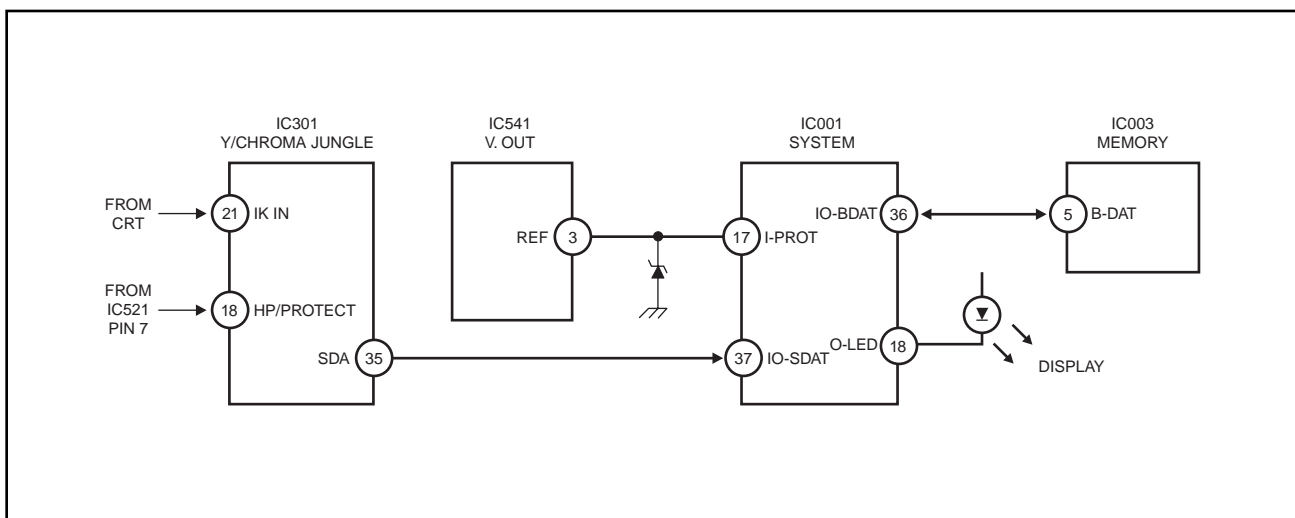 IC301
Y/CHROMA JUNGLE
IC541
V. OUT
IC001
SYSTEM
IC003
MEMORY
FROM
CRT
21 IK IN
FROM
IC521
PIN 7
18 HP/PROTECT
SDA 35
REF 3
17 I-PROT
37 IO-SDAT
IO-BDAT 36
O-LED 18
5 B-DAT
DISPLAY